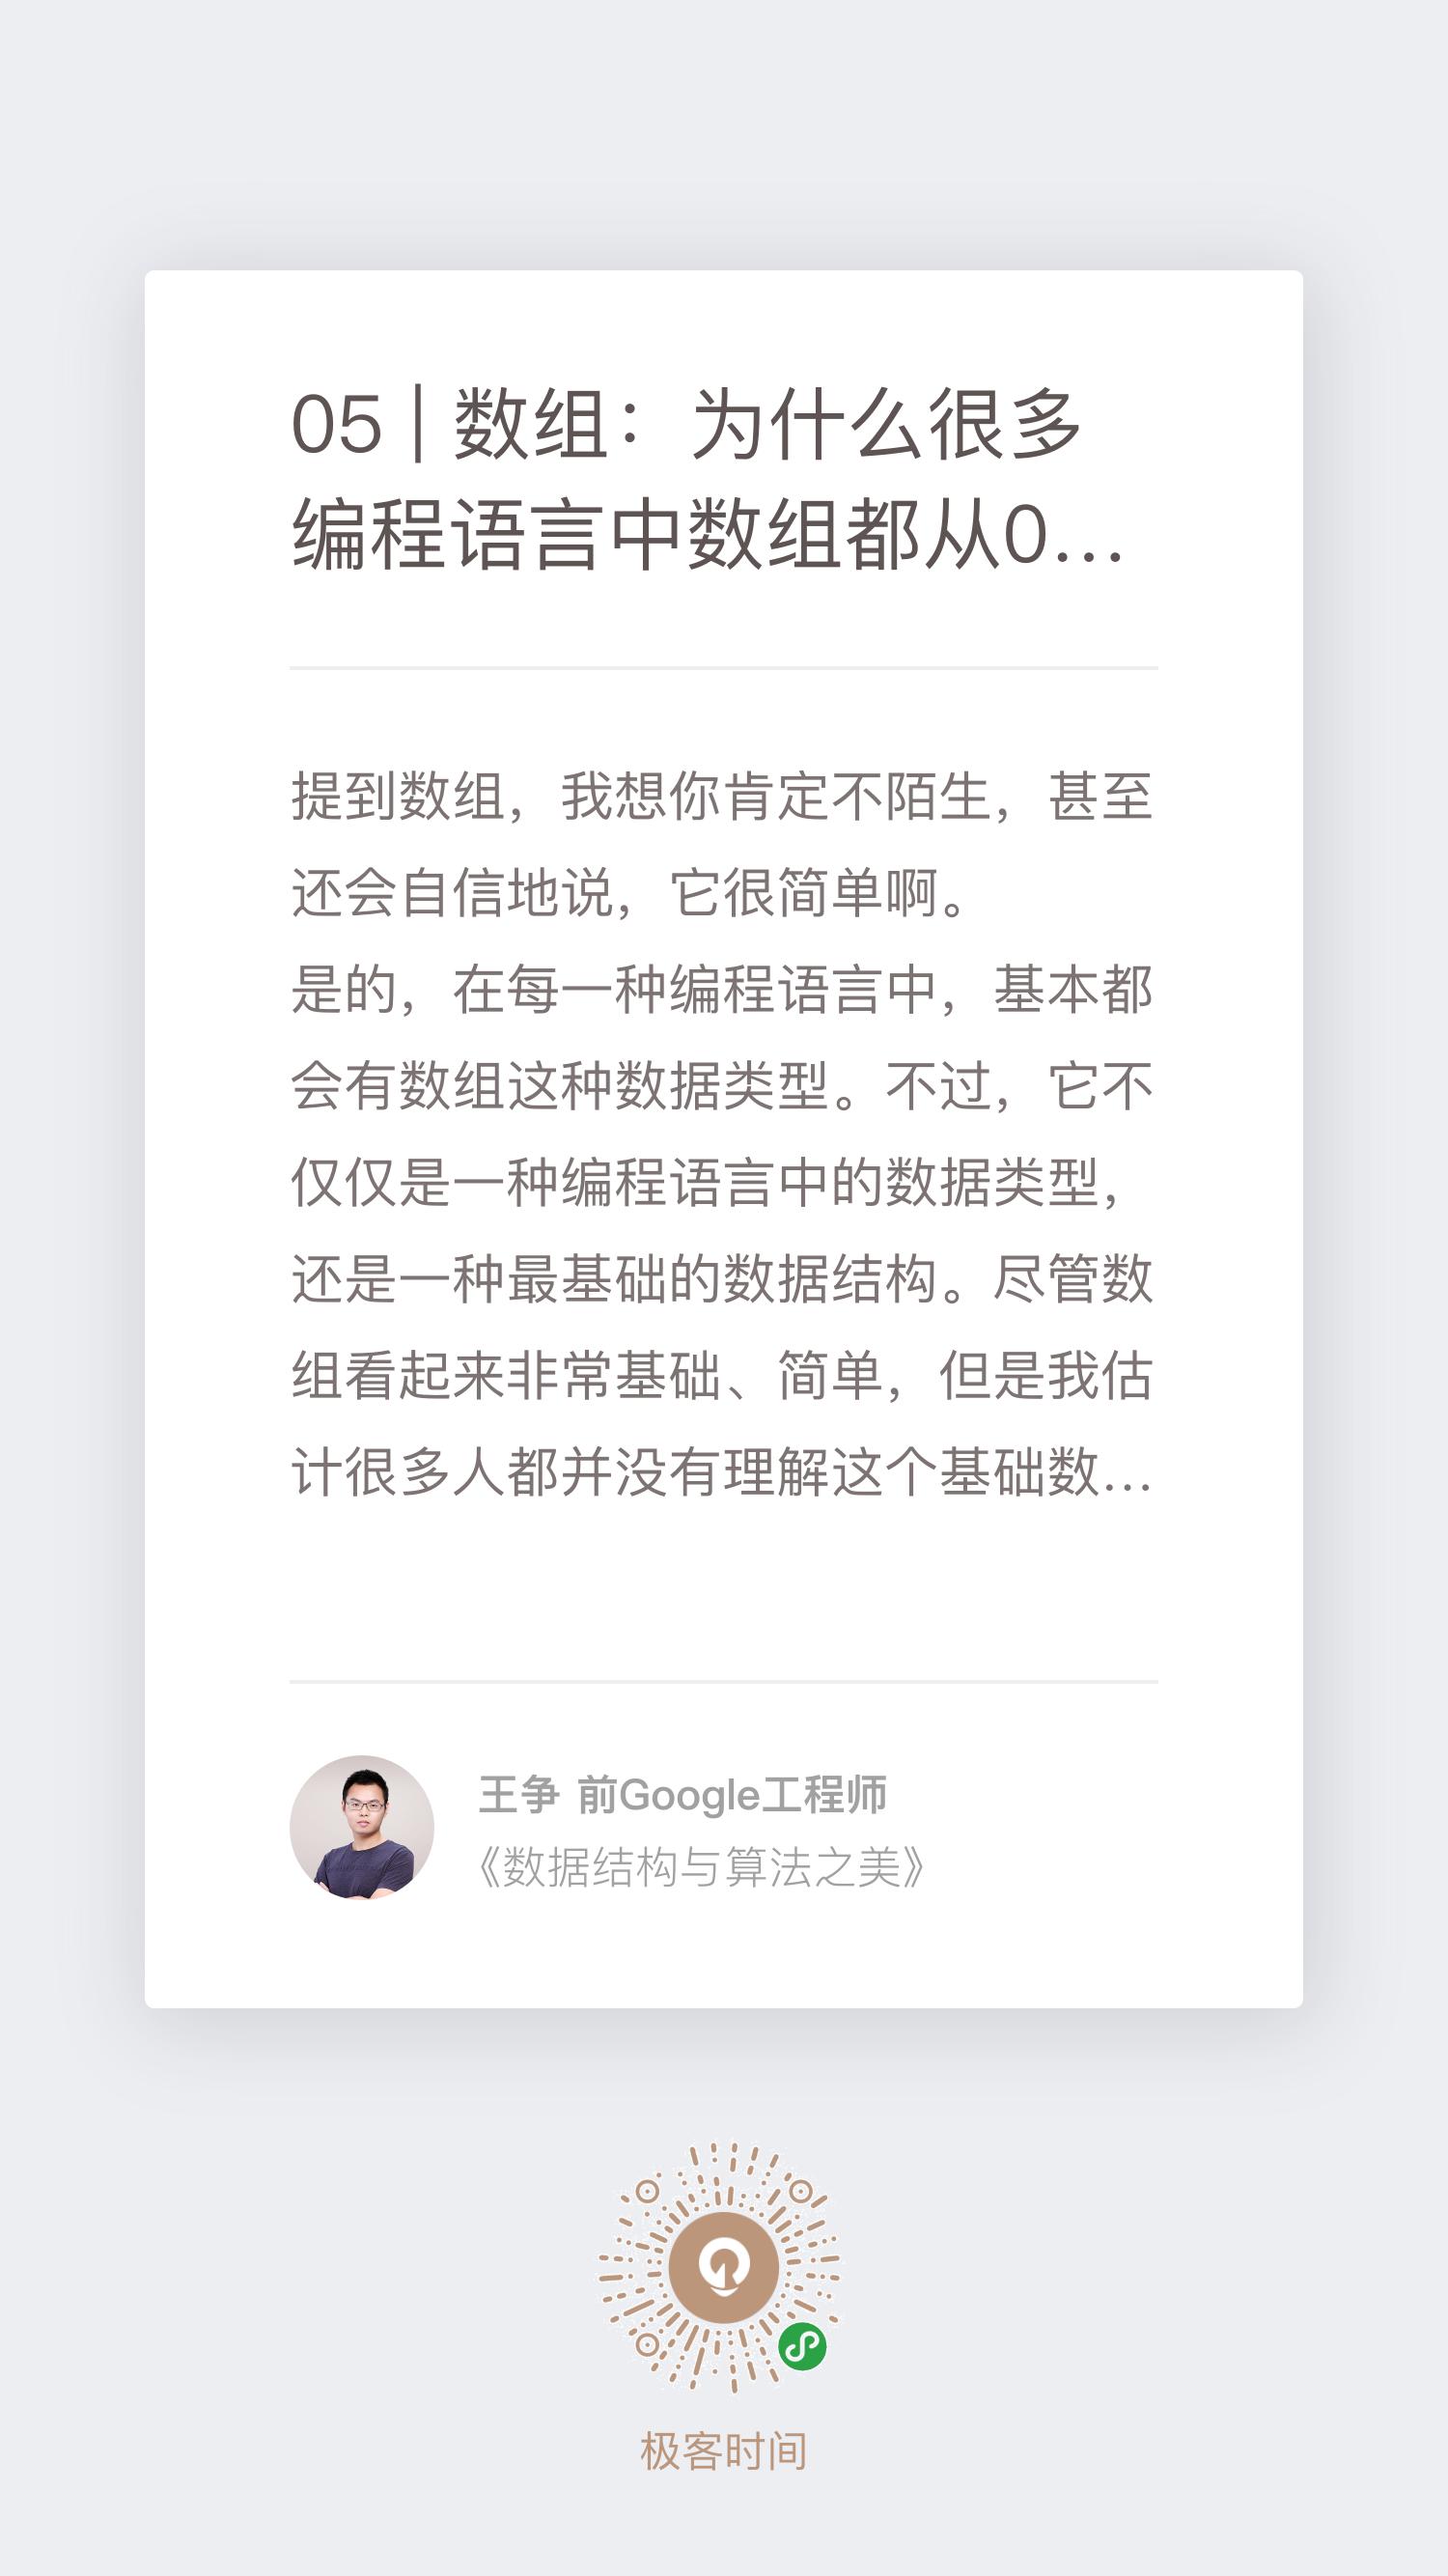 05 | 数组：为什么很多
编程语言中数组都从0…
提到数组，我想你肯定不陌生，甚至
还会自信地说，它很简单啊。
是的，在每一种编程语言中，基本都
会有数组这种数据类型。不过，它不
仅仅是一种编程语言中的数据类型，
还是一种最基础的数据结构。尽管数
组看起来非常基础、简单，但是我估
计很多人都并没有理解这个基础数…
王争 前Google工程师
《数据结构与算法之美》
极客时间